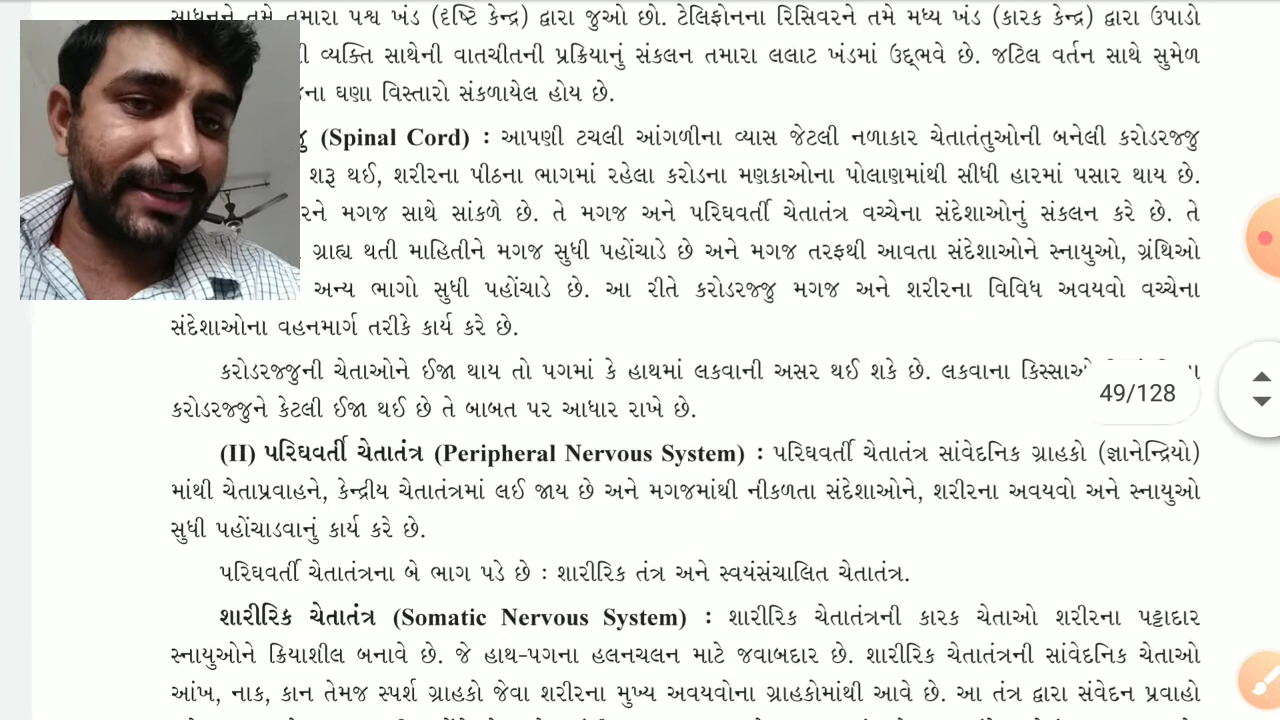 સાધનને તમે તમારા પશ્ચ ખંડ (દૃષ્ટિ કેન્દ્ર) દ્વારા જુઓ છો. ટેલિફોનના રિસિવરને તમે મધ્ય ખંડ (કારક કેન્દ્ર) દ્વારા ઉપાડો
વ્યક્તિ સાથેની વાતચીતની પ્રક્રિયાનું સંકલન તમારા લલાટ ખંડમાં ઉદ્ભવે છે. જટિલ વર્તન સાથે સુમેળ
ઘણા વિસ્તારો સંકળાયેલ હોય છે.
(Spinal Cord) : આપણી ટચલી આંગળીના વ્યાસ જેટલી નળાકાર ચેતાતંતુઓની બનેલી કરોડરજ્જુ
શરૂ થઈ, શરીરના પીઠના ભાગમાં રહેલા કરોડના મણકાઓના પોલાણમાંથી સીધી હારમાં પસાર થાય છે.
મગજ સાથે સાંકળે છે. તે મગજ અને પરિઘવર્તી ચેતાતંત્ર વચ્ચેના સંદેશાઓનું સંકલન કરે છે. તે
ગ્રાહ્ય થતી માહિતીને મગજ સુધી પહોંચાડે છે અને મગજ તરફથી આવતા સંદેશાઓને સ્નાયુઓ, ગ્રંથિઓ
અન્ય ભાગો સુધી પહોંચાડે છે. આ રીતે કરોડરજ્જુ મગજ અને શરીરના વિવિધ અવયવો વચ્ચેના
સંદેશાઓના વહનમાર્ગ તરીકે કાર્ય કરે છે.
કરોડરજ્જુની ચેતાઓને ઈજા થાય તો પગમાં કે હાથમાં લકવાની અસર થઈ શકે છે. લકવાના
કરોડરજ્જુને કેટલી ઈજા થઈ છે તે બાબત પર આધાર રાખે છે.
49/128
(II) પરિઘવર્તી ચેતાતંત્ર (Peripheral Nervous System) : પરિઘવર્તી ચેતાતંત્ર સાંવેદનિક ગ્રાહકો (જ્ઞાનેન્દ્રિયો)
માંથી ચેતાપ્રવાહને, કેન્દ્રીય ચેતાતંત્રમાં લઈ જાય છે અને મગજમાંથી નીકળતા સંદેશાઓને, શરીરના અવયવો અને સ્નાયુઓ
સુધી પહોંચાડવાનું કાર્ય કરે છે.
પરિઘવર્તી ચેતાતંત્રના બે ભાગ પડે છે : શારીરિક તંત્ર અને સ્વયંસંચાલિત ચેતાતંત્ર.
શારીરિક ચેતાતંત્ર (Somatic Nervous System) : શારીરિક ચેતાતંત્રની કારક ચેતાઓ શરીરના પટ્ટાદાર
સ્નાયુઓને ક્રિયાશીલ બનાવે છે. જે હાથ-પગના હલનચલન માટે જવાબદાર છે. શારીરિક ચેતાતંત્રની સાંવેદનિક ચેતાઓ
આંખ, નાક, કાન તેમજ સ્પર્શ ગ્રાહકો જેવા શરીરના મુખ્ય અવયવોના ગ્રાહકોમાંથી આવે છે. આ તંત્ર દ્વારા સંવેદન પ્રવાહો